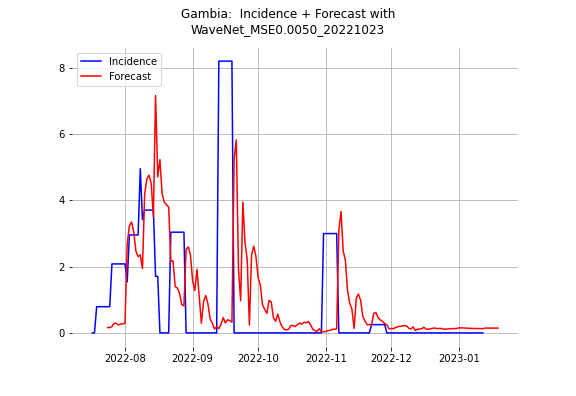 Gambia:  Incidence + Forecast with
WaveNet_MSE0.0050_20221023
Incidence
Forecast
8
6
4
2
0
2022-08
2022-09
2022-10
2022-11
2022-12
2023-01